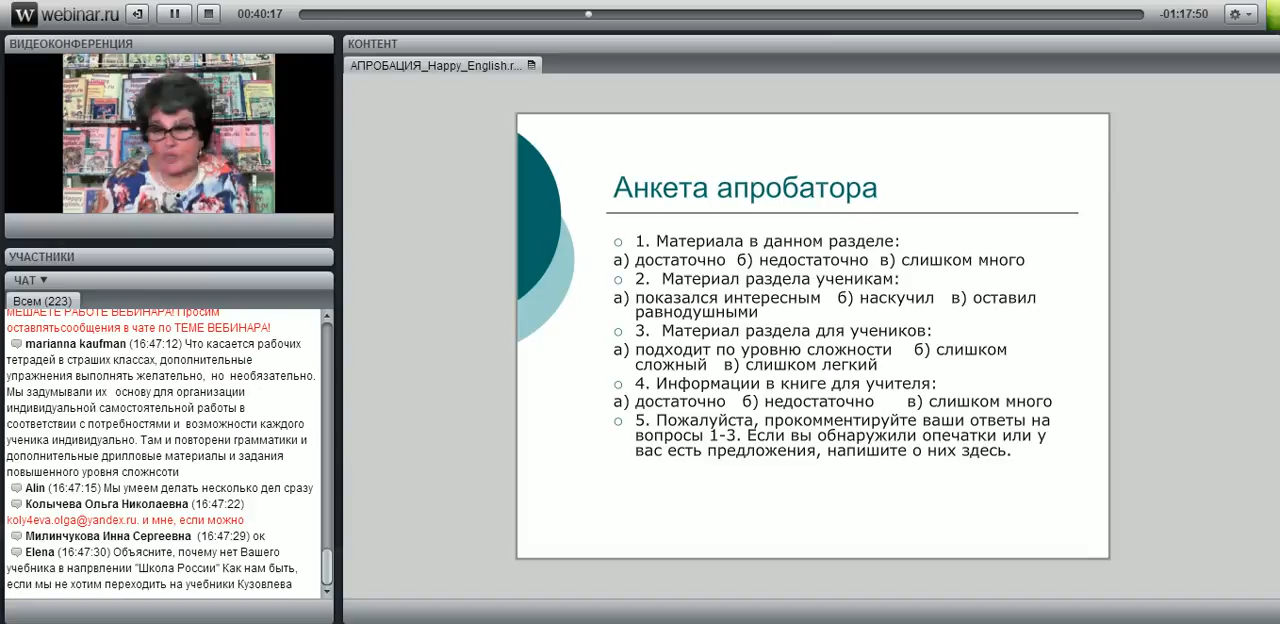 W webinar.ru 00:40:17 -01:17:50
ВИДЕОКОНФЕРЕНЦИЯ
УЧАСТНИКИ
ЧАТ ▼
Всем (223)
МЕШАЕТЕ РАБОТЕ ВЕБИНАРА! Просим
оставлятьсообщения в чате по ТЕМЕ ВЕБИНАРА!
marianna kaufman (16:47:12) Что касается рабочих
тетрадей в страших классах, дополнительные
упражнения выполнять желательно, но необязательно.
Мы задумывали их основу для организации
индивидуальной самостоятельной работы в
соответствии с потребностями и возможности каждого
ученика индивидуально. Там и повторени грамматики и
дополнительные дрилловые материалы и задания
повышенного уровня сложнсоти
Alin (16:47:15) Мы умеем делать несколько дел сразу
Колычева Ольга Николаевна (16:47:22)
koly4eva.olga@yandex.ru. и мне, если можно
Милинчукова Инна Сергеевна (16:47:29) ок
Elena (16:47:30) Объясните, почему нет Вашего
учебника в напрвлении "Школа России" Как нам быть,
если мы не хотим переходить на учебники Кузовлева
КОНТЕНТ
АПРОБАЦИЯ_Happy_English.r...
Анкета апробатора
1. Материала в данном разделе:
а) достаточно б) недостаточно в) слишком много
2. Материал раздела ученикам:
а) показался интересным б) наскучил в) оставил
равнодушными
3. Материал раздела для учеников:
а) подходит по уровню сложности б) слишком
сложный в) слишком легкий
4. Информации в книге для учителя:
а) достаточно б) недостаточно в) слишком много
5. Пожалуйста, прокомментируйте ваши ответы на
вопросы 1-3. Если вы обнаружили опечатки или у
вас есть предложения, напишите о них здесь.